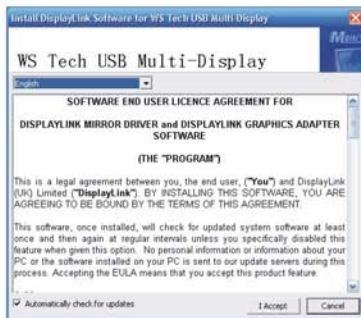 Install DisplayLink Software for WS Tech USB Multi-Display
WS Tech USB Multi-Display
English
SOFTWARE END USER LICENCE AGREEMENT FOR
DISPLAYLINK MIRROR DRIVER and DISPLAYLINK GRAPHICS ADAPTER
SOFTWARE
(THE "PROGRAM")
This is a legal agreement between you, the end user, ("You") and DisplayLink
(UK) Limited ("DisplayLink"). BY INSTALLING THIS SOFTWARE, YOU ARE
AGREEING TO BE BOUND BY THE TERMS OF THIS AGREEMENT.
This software, once installed, will check for updated system software at least
once and then again at regular intervals unless you specifically disabled this
feature when given this option. No personal information or information about your
PC or the software installed on your PC is sent to our update servers during this
process. Accepting the EULA means that you accept this product feature.
Automatically check for updates
I Accept
Cancel